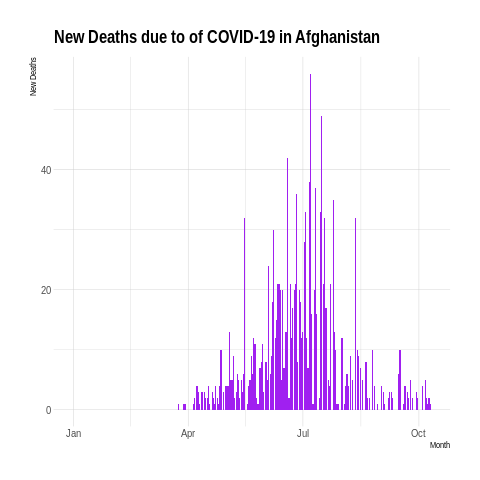 New Deaths due to of COVID-19 in Afghanistan
New Deaths
40
20
0
Jan Apr Jul Oct
Month